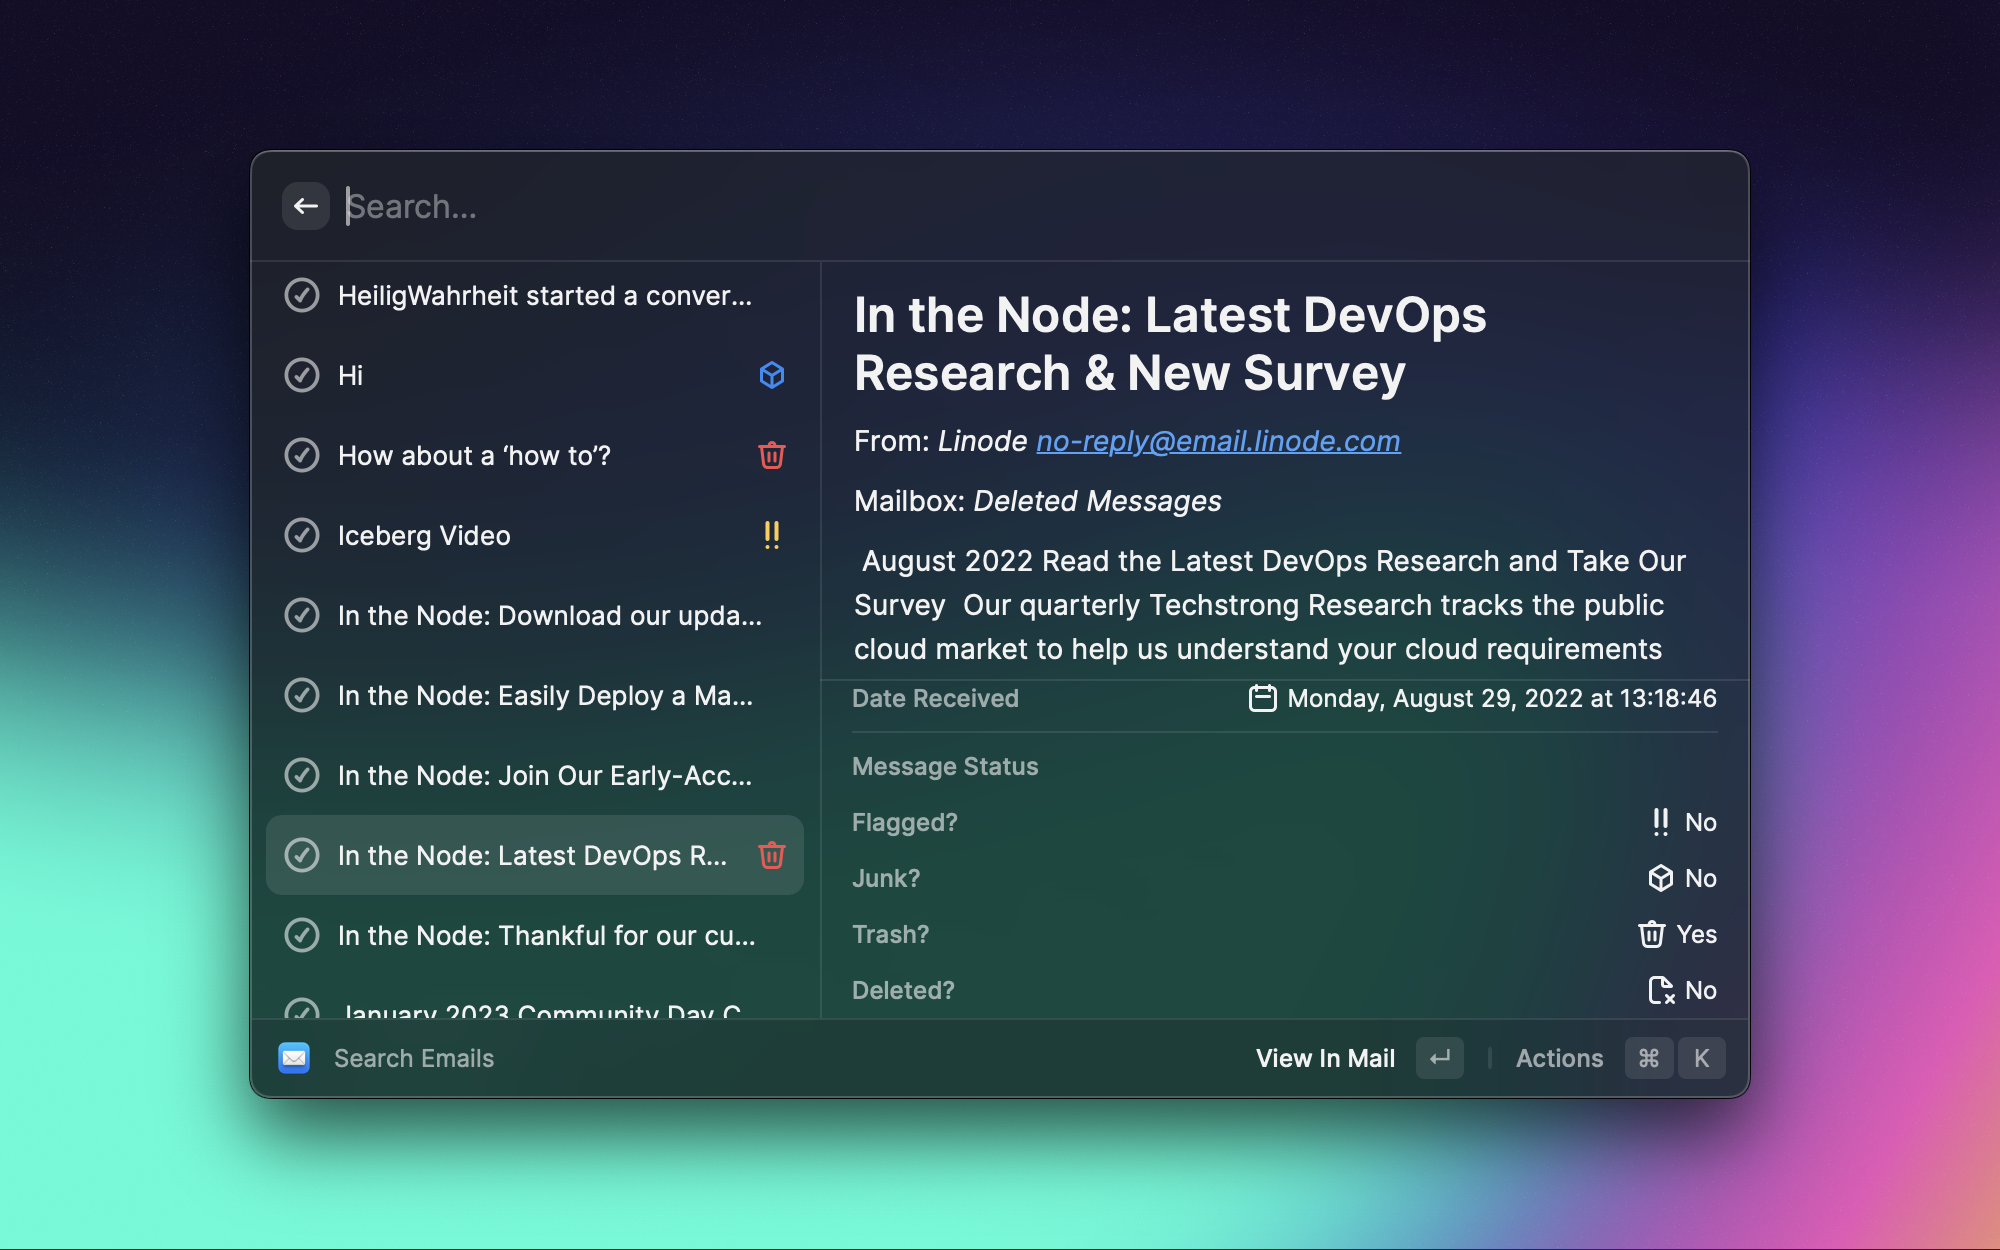 Search...
HeiligWahrheit started a conver...
Hi
How about a ‘how to’?
Iceberg Video
In the Node: Download our upda...
In the Node: Easily Deploy a Ma...
In the Node: Join Our Early-Acc...
In the Node: Latest DevOps R...
In the Node: Thankful for our cu...
January 2023 Community Day C
In the Node: Latest DevOps
Research & New Survey
From: Linode no-reply@email.linode.com
Mailbox: Deleted Messages
August 2022 Read the Latest DevOps Research and Take Our
Survey  Our quarterly Techstrong Research tracks the public
cloud market to help us understand your cloud requirements
Date Received Monday, August 29, 2022 at 13:18:46
Message Status
Flagged? No
Junk? No
Trash? Yes
Deleted? No
Search Emails View In Mail ↵ Actions ⌘ K